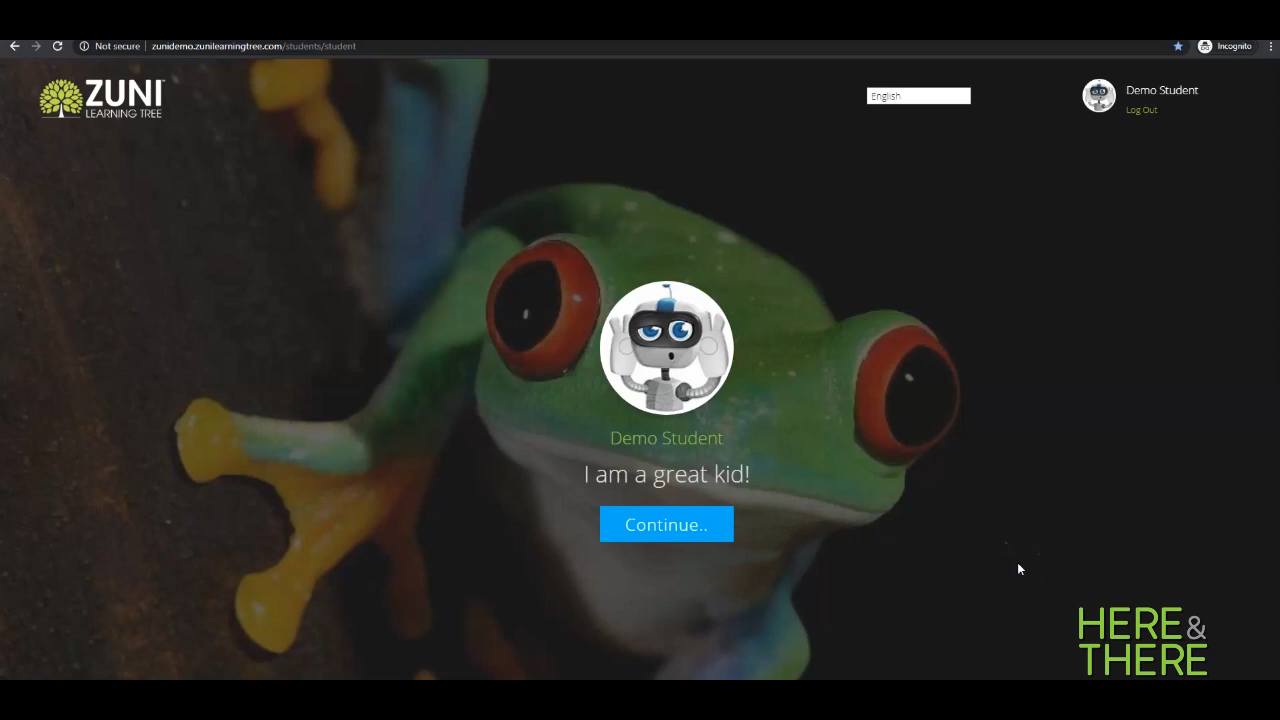 Not secure | zunidemo.zunilearningtree.com/students/student
Incognito
ZUNI
LEARNING TREE
English
Demo Student
Log Out
Demo Student
I am a great kid!
Continue..
HERE &
THERE